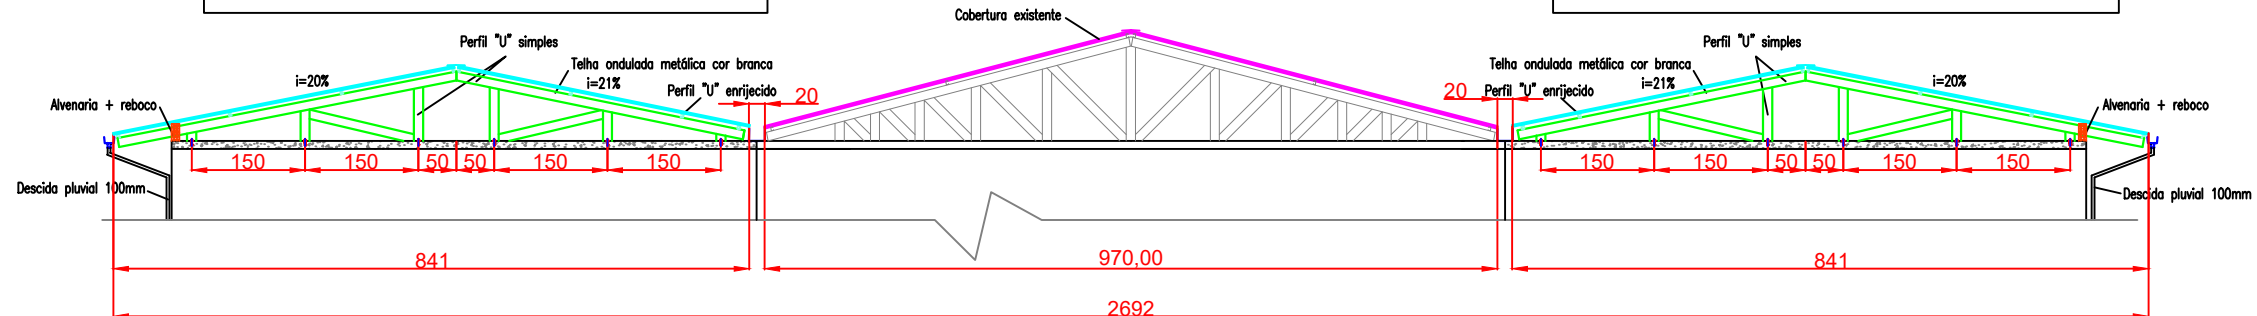 Cobertura existente
Perfil "U" simples
Perfil "U" simples
i=20%
Telha ondulada metálica cor branca
i=21%
Perfil "U" enrijecido
Telha ondulada metálica cor branca
i=21%
Perfil "U" enrijecido
i=20%
Alvenaria + reboco
20
20
Alvenaria + reboco
150
150
50
50
150
150
150
150
50
50
150
150
Descida pluvial 100mm
Descida pluvial 100mm
841
970,00
841
2692